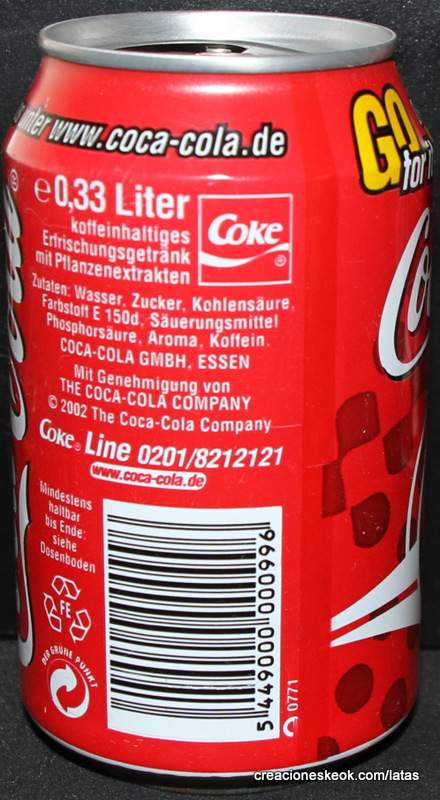 unter www.coca-cola.de
GO
for
e 0,33 Liter
koffeinhaltiges
Erfrischungsgetränk
mit Pflanzenextrakten
Coke ®
Zutaten: Wasser, Zucker, Kohlensäure,
Farbstoff E 150d, Säuerungsmittel
Phosphorsäure, Aroma, Koffein.
COCA-COLA GMBH, ESSEN
Mit Genehmigung von
THE COCA-COLA COMPANY
© 2002 The Coca-Cola Company
Coke® Line 0201/8212121
www.coca-cola.de
Mindestens
haltbar
bis Ende:
siehe
Dosenboden
FE
DER GRÜNE PUNKT
5 449000 000996
0771
creacioneskeok.com/latas